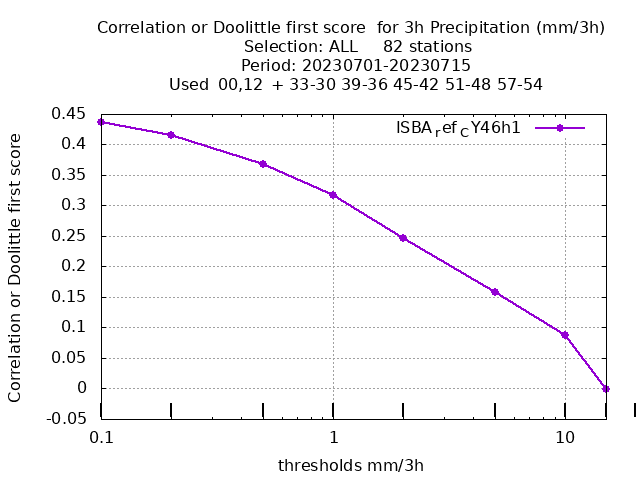 Correlation or Doolittle first score  for 3h Precipitation (mm/3h)
Selection: ALL     82 stations
Period: 20230701-20230715
Used  00,12  + 33-30 39-36 45-42 51-48 57-54
ISBAref CY46h1
0.45
0.4
0.35
0.3
0.25
0.2
0.15
0.1
0.05
0
-0.05
0.1
1
10
Correlation or Doolittle first score
thresholds mm/3h